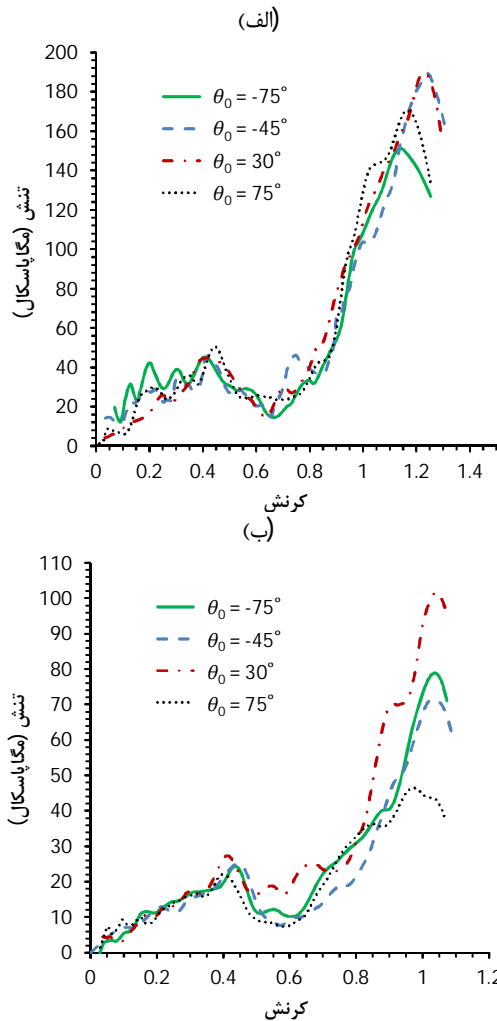 (الف)
200
180
160
140
120
100
80
60
40
20
0
تنش (مگاپاسکال)
θ0 = -75°
θ0 = -45°
θ0 = 30°
θ0 = 75°
0 0.2 0.4 0.6 0.8 1 1.2 1.4
کرنش
(ب)
110
100
90
80
70
60
50
40
30
20
10
0
تنش (مگاپاسکال)
θ0 = -75°
θ0 = -45°
θ0 = 30°
θ0 = 75°
0 0.2 0.4 0.6 0.8 1 1.2
کرنش